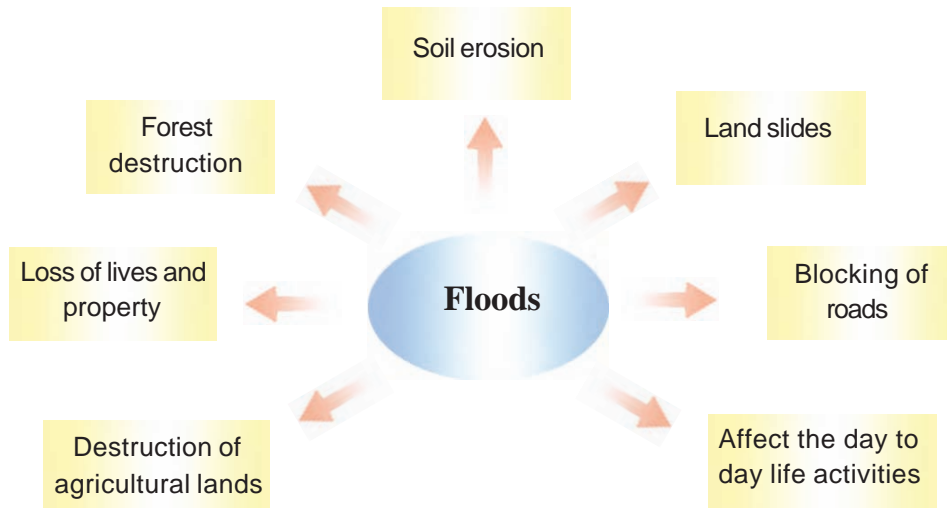 Soil erosion
Forest
destruction
Land slides
Loss of lives and
property
Floods
Blocking of
roads
Destruction of
agricultural lands
Affect the day to
day life activities